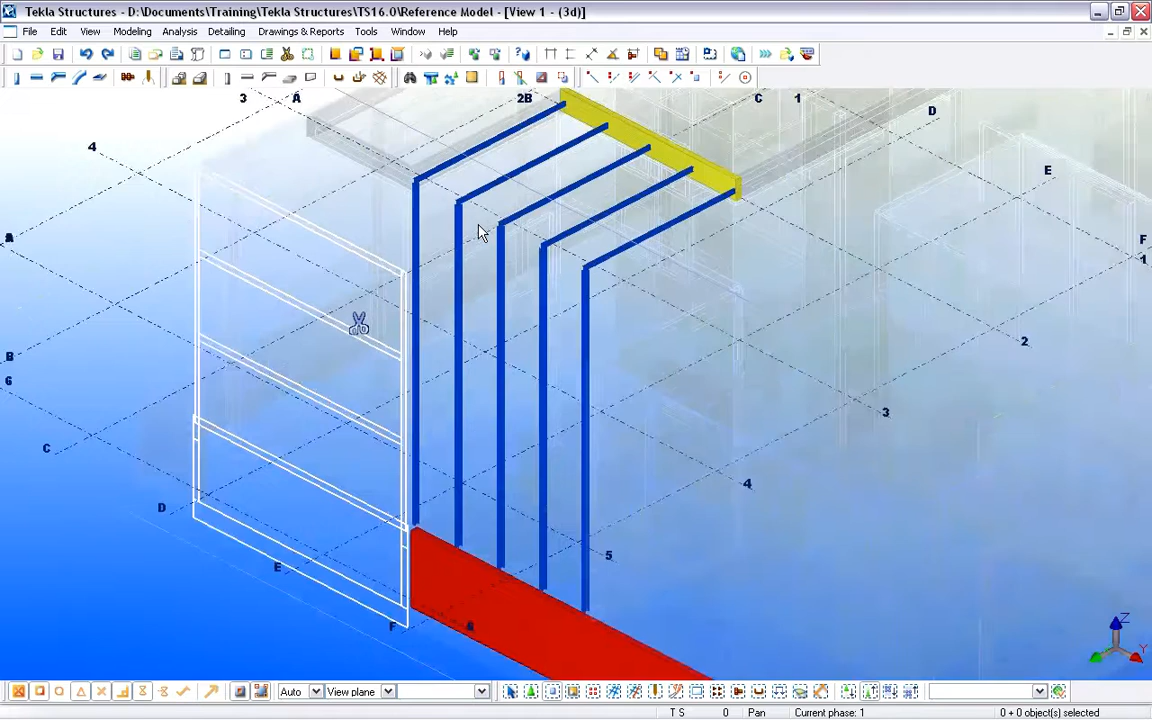 Tekla Structures - D:\Documents\Training\Tekla Structures\TS16.0\Reference Model - [View 1 - (3d)]
File Edit View Modeling Analysis Detailing Drawings & Reports Tools Window Help
3 A 2B C 1
D
4
E
A
F
1
B
2
6
3
C
4
D
5
E
F
6
Z
Y
Auto View plane
T S 0 Pan Current phase: 1 0 + 0 object(s) selected